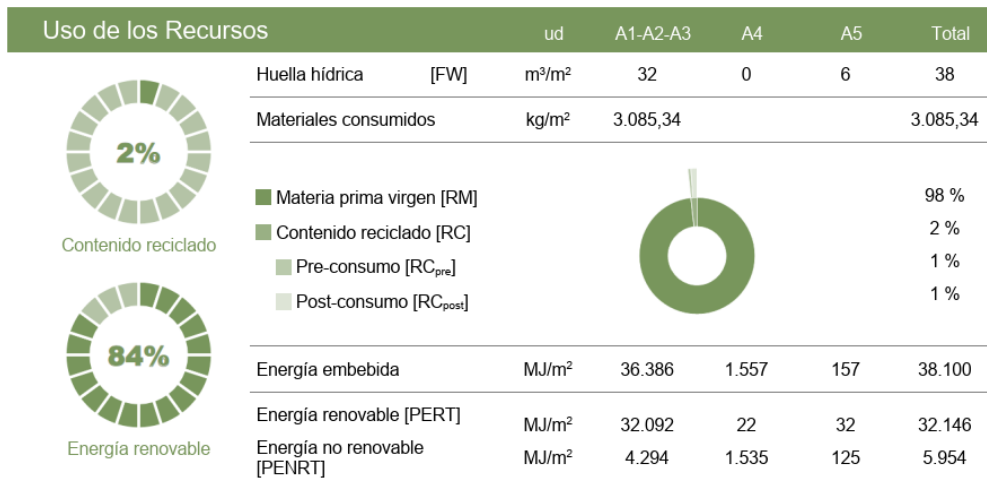 Uso de los Recursos ud A1-A2-A3 A4 A5 Total
Huella hídrica [FW] m³/m² 32 0 6 38
Materiales consumidos kg/m² 3.085,34 3.085,34
2%
Contenido reciclado
Materia prima virgen [RM] 98 %
Contenido reciclado [RC] 2 %
Pre-consumo [RCpre] 1 %
Post-consumo [RCpost] 1 %
84%
Energía renovable
Energía embebida MJ/m² 36.386 1.557 157 38.100
Energía renovable [PERT] MJ/m² 32.092 22 32 32.146
Energía no renovable
[PENRT] MJ/m² 4.294 1.535 125 5.954